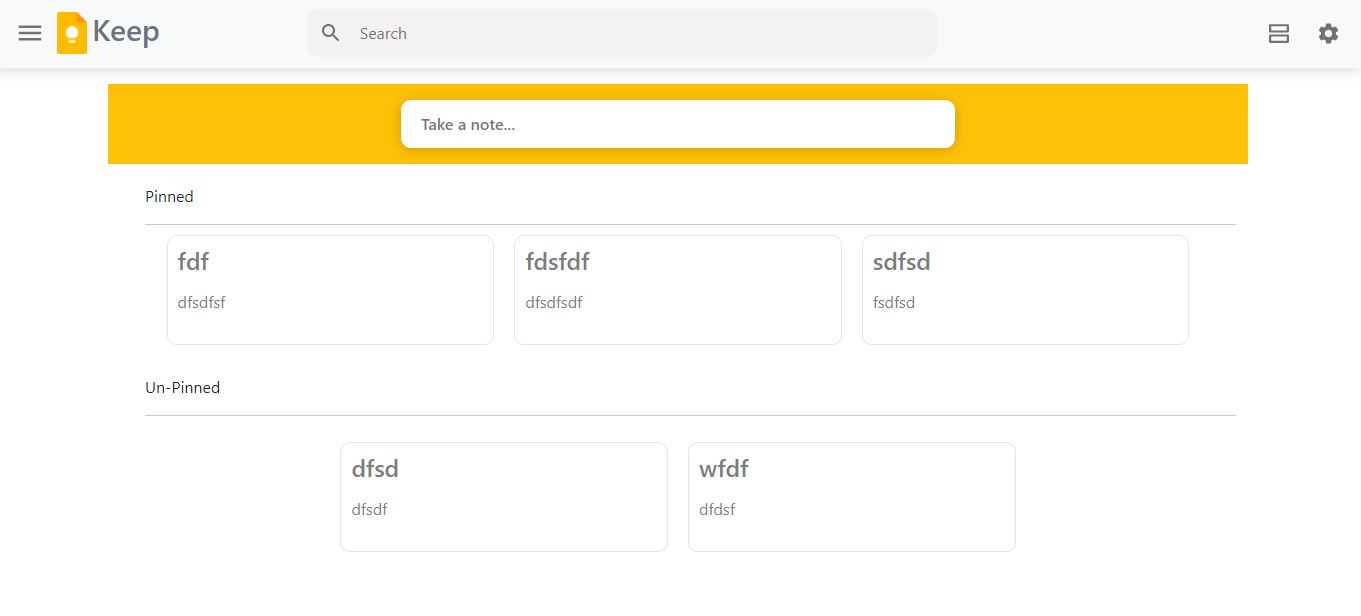 Keep
Search
Take a note...
Pinned
fdf
dfsdfsf
fdsfdf
dfsdfsdf
sdfsd
fsdfsd
Un-Pinned
dfsd
dfsdf
wfdf
dfdsf